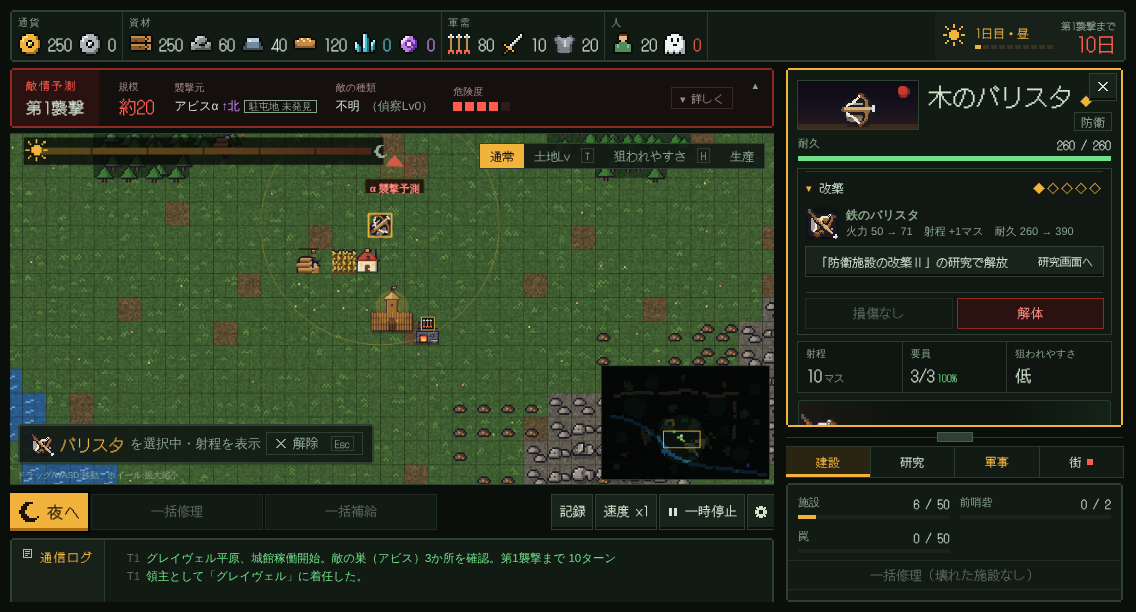 通貨
250 0
資材
250 60 40 120 0 0
軍需
80 10 20
人
20 0
1日目・昼
第1襲撃まで
10日
敵情予測
第1襲撃
規模
約20
襲撃元
アビスα ↑北 駐屯地 未発見
敵の種類
不明 （偵察Lv0）
危険度
▼ 詳しく
▲
通常 土地Lv T 狙われやすさ H 生産
α 襲撃予測
バリスタ を選択中・射程を表示 ✕ 解除 Esc
夜へ
一括修理
一括補給
記録
速度 ×1
一時停止
通信ログ
T1 グレイヴェル平原、城館稼働開始。敵の巣（アビス）3か所を確認。第1襲撃まで 10ターン
T1 領主として「グレイヴェル」に着任した。
木のバリスタ
✕
防衛
耐久 260 / 260
▼ 改築
鉄のバリスタ
火力 50 → 71 射程 +1マス 耐久 260 → 390
「防衛施設の改築Ⅱ」の研究で解放 研究画面へ
損傷なし
解体
射程
10マス
要員
3/3 100%
狙われやすさ
低
建設 研究 軍事 街
施設 6 / 50
前哨砦 0 / 2
罠 0 / 50
一括修理（壊れた施設なし）